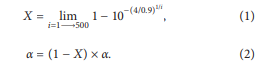 X = lim_{i=1⟶500} 1 − 10^{−(4/0.9)^{1/i}}, (1)
α = (1 − X) × α. (2)